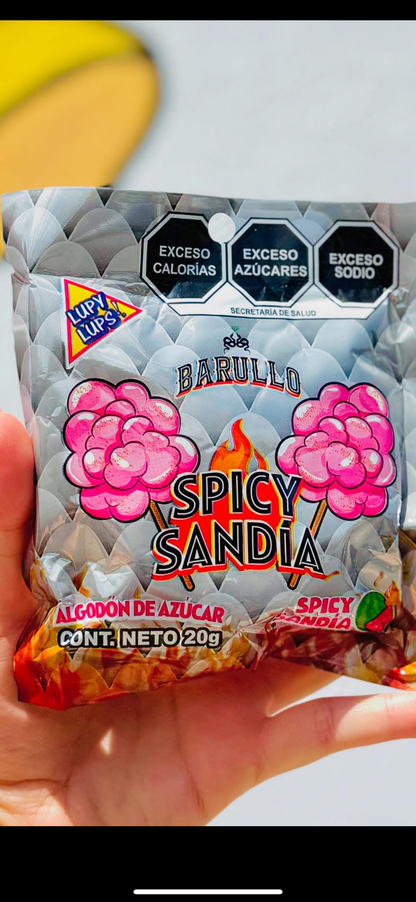 EXCESO
CALORÍAS
EXCESO
AZÚCARES
EXCESO
SODIO
SECRETARÍA DE SALUD
LUPY
LUPS
BARULLO
SPICY
SANDÍA
ALGODÓN DE AZÚCAR
CONT. NETO 20g
SPICY
SANDÍA